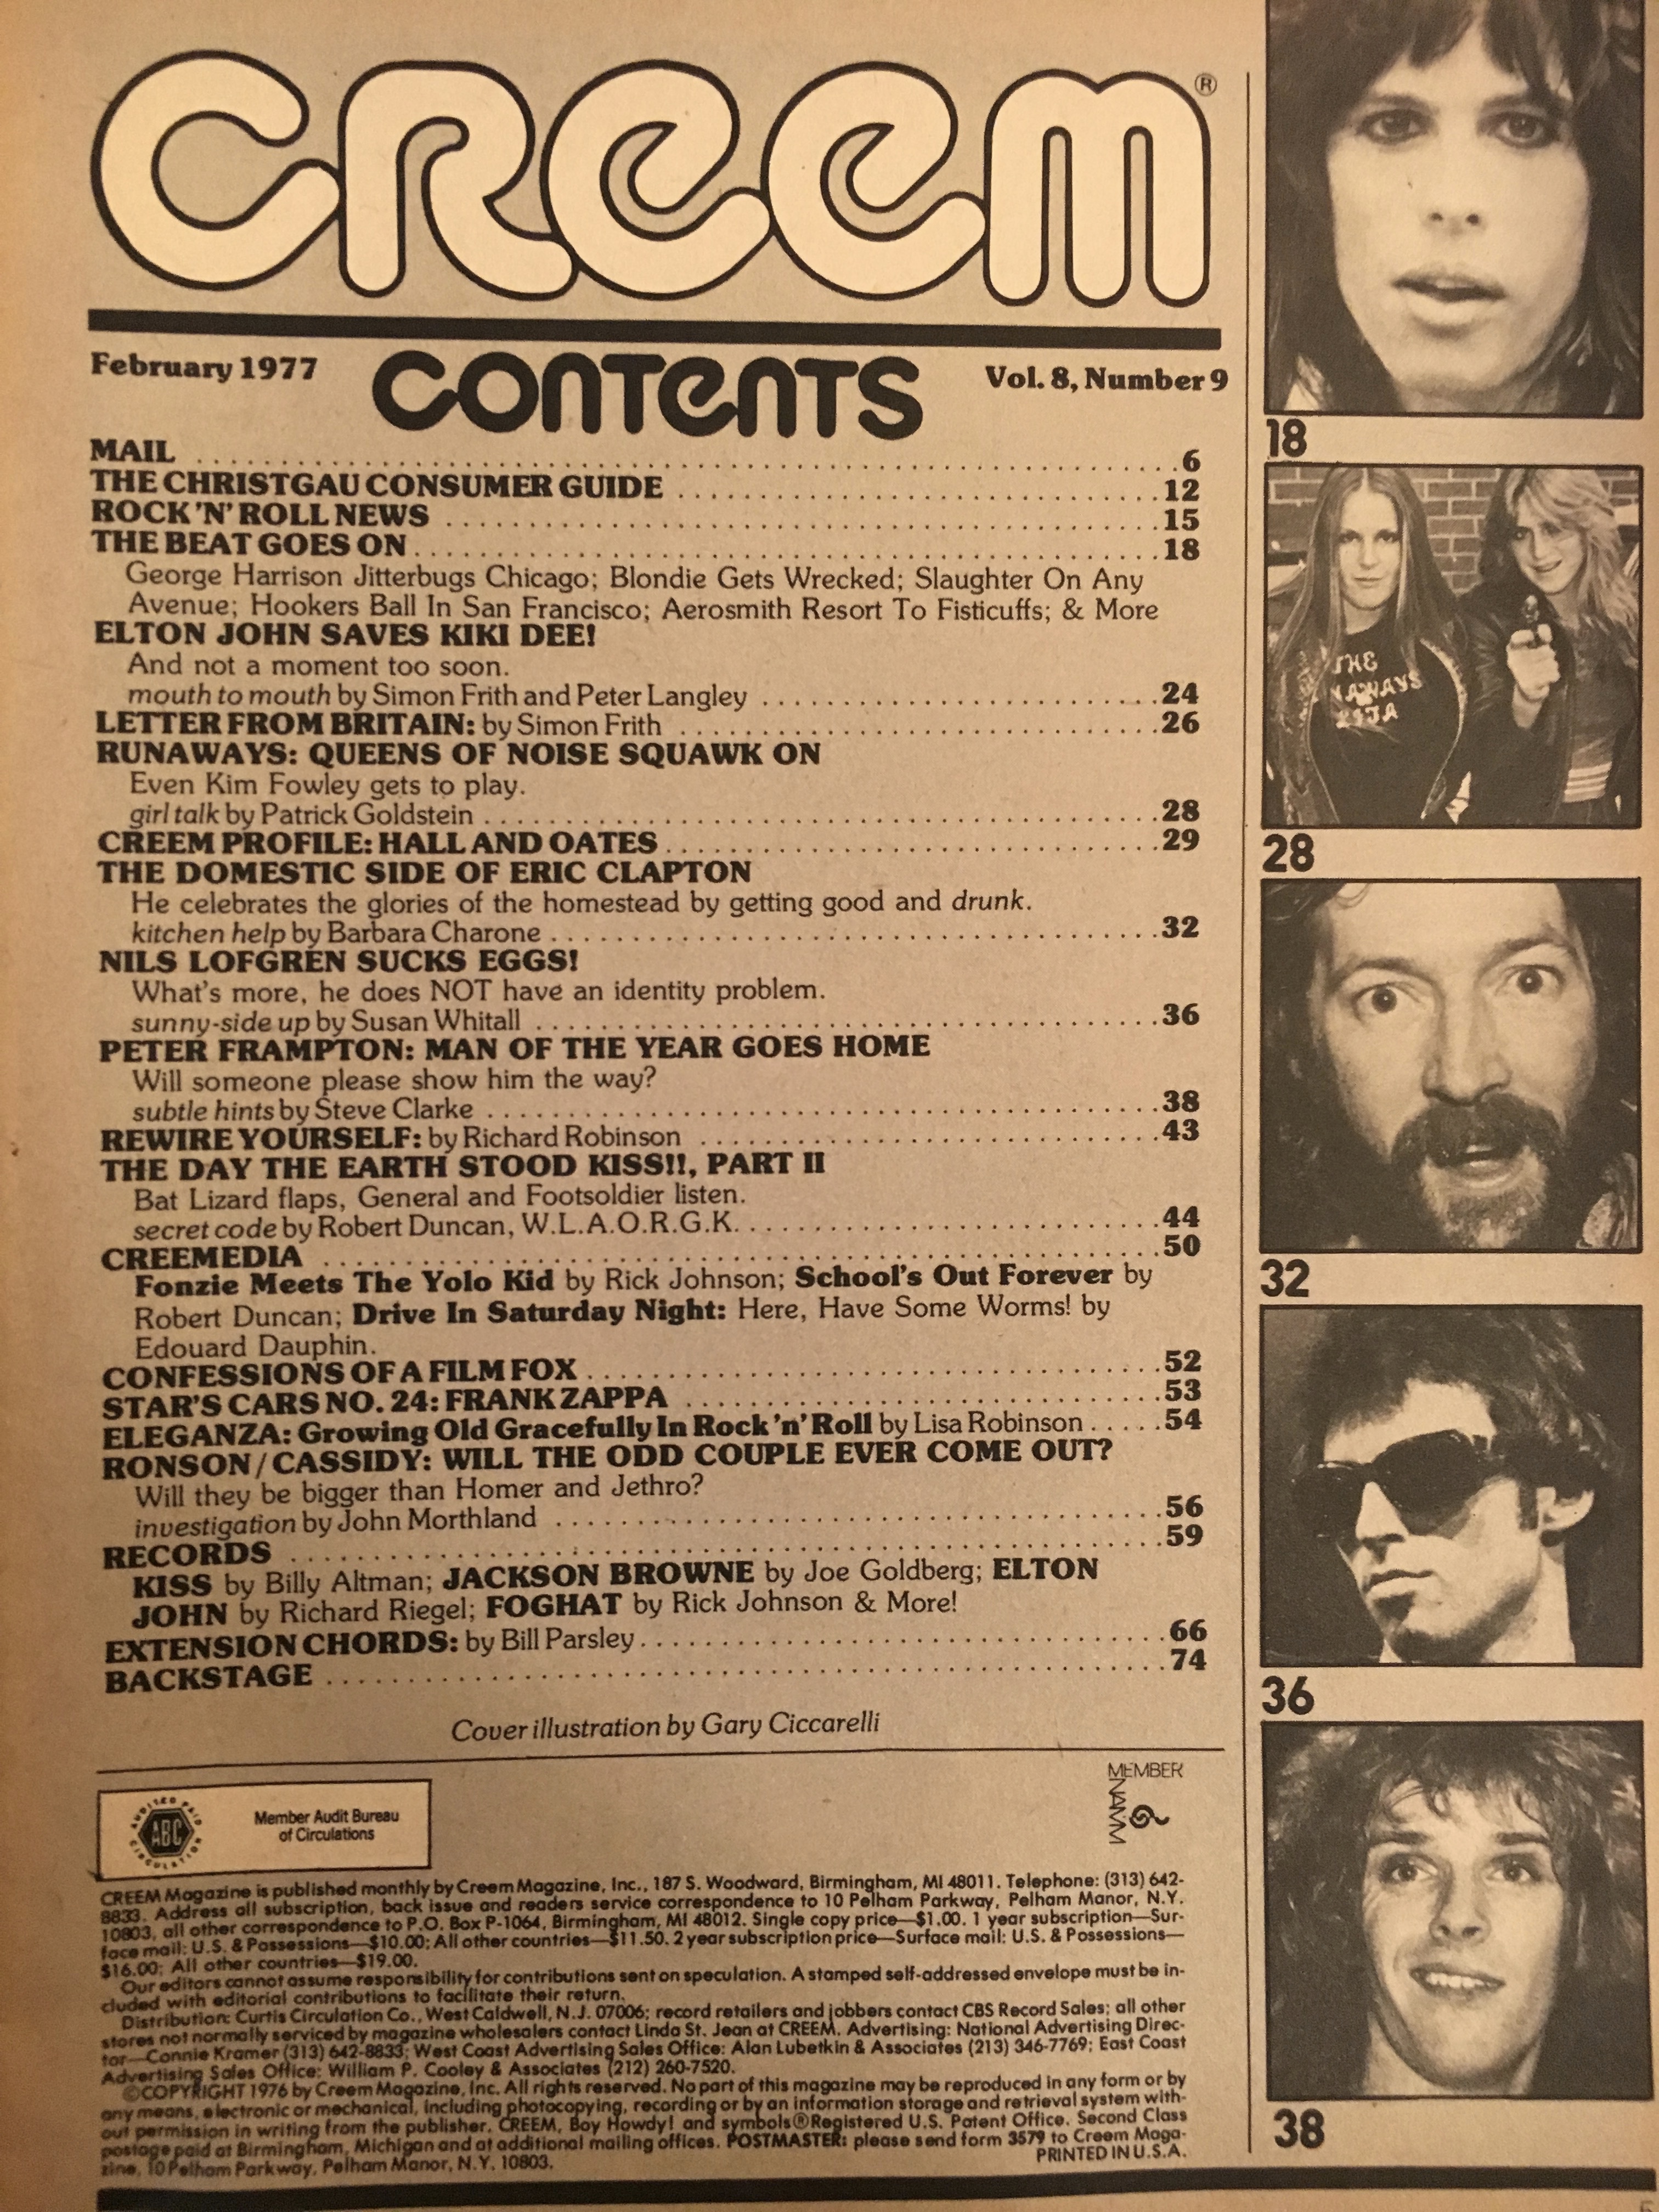 CREEM®
February 1977
CONTENTS
Vol. 8, Number 9
MAIL . . . . 6
THE CHRISTGAU CONSUMER GUIDE . . . . 12
ROCK 'N' ROLL NEWS . . . . 15
THE BEAT GOES ON . . . . 18
George Harrison Jitterbugs Chicago; Blondie Gets Wrecked; Slaughter On Any
Avenue; Hookers Ball In San Francisco; Aerosmith Resort To Fisticuffs; & More
ELTON JOHN SAVES KIKI DEE!
And not a moment too soon.
mouth to mouth by Simon Frith and Peter Langley . . . . 24
LETTER FROM BRITAIN: by Simon Frith . . . . 26
RUNAWAYS: QUEENS OF NOISE SQUAWK ON
Even Kim Fowley gets to play.
girl talk by Patrick Goldstein . . . . 28
CREEM PROFILE: HALL AND OATES . . . . 29
THE DOMESTIC SIDE OF ERIC CLAPTON
He celebrates the glories of the homestead by getting good and drunk.
kitchen help by Barbara Charone . . . . 32
NILS LOFGREN SUCKS EGGS!
What's more, he does NOT have an identity problem.
sunny-side up by Susan Whitall . . . . 36
PETER FRAMPTON: MAN OF THE YEAR GOES HOME
Will someone please show him the way?
subtle hints by Steve Clarke . . . . 38
REWIRE YOURSELF: by Richard Robinson . . . . 43
THE DAY THE EARTH STOOD KISS!!, PART II
Bat Lizard flaps, General and Footsoldier listen.
secret code by Robert Duncan, W.L.A.O.R.G.K. . . . . 44
CREEMEDIA . . . . 50
Fonzie Meets The Yolo Kid by Rick Johnson; School's Out Forever by
Robert Duncan; Drive In Saturday Night: Here, Have Some Worms! by
Edouard Dauphin.
CONFESSIONS OF A FILM FOX . . . . 52
STAR'S CARS NO. 24: FRANK ZAPPA . . . . 53
ELEGANZA: Growing Old Gracefully In Rock 'n' Roll by Lisa Robinson . . . . 54
RONSON/CASSIDY: WILL THE ODD COUPLE EVER COME OUT?
Will they be bigger than Homer and Jethro?
investigation by John Morthland . . . . 56
RECORDS . . . . 59
KISS by Billy Altman; JACKSON BROWNE by Joe Goldberg; ELTON
JOHN by Richard Riegel; FOGHAT by Rick Johnson & More!
EXTENSION CHORDS: by Bill Parsley . . . . 66
BACKSTAGE . . . . 74
Cover illustration by Gary Ciccarelli
AUDITED PAID CIRCULATION
ABC
Member Audit Bureau
of Circulations
MEMBER
NAMM
CREEM Magazine is published monthly by Creem Magazine, Inc., 187 S. Woodward, Birmingham, MI 48011. Telephone: (313) 642-
8833. Address all subscription, back issue and readers service correspondence to 10 Pelham Parkway, Pelham Manor, N.Y.
10803, all other correspondence to P.O. Box P-1064, Birmingham, MI 48012. Single copy price—$1.00. 1 year subscription—Sur-
face mail: U.S. & Possessions—$10.00; All other countries—$11.50. 2 year subscription price—Surface mail: U.S. & Possessions—
$16.00; All other countries—$19.00.
Our editors cannot assume responsibility for contributions sent on speculation. A stamped self-addressed envelope must be in-
cluded with editorial contributions to facilitate their return.
Distribution: Curtis Circulation Co., West Caldwell, N.J. 07006; record retailers and jobbers contact CBS Record Sales; all other
stores not normally serviced by magazine wholesalers contact Linda St. Jean at CREEM. Advertising: National Advertising Direc-
tor—Connie Kramer (313) 642-8833; West Coast Advertising Sales Office: Alan Lubetkin & Associates (213) 346-7769; East Coast
Advertising Sales Office: William P. Cooley & Associates (212) 260-7520.
©COPYRIGHT 1976 by Creem Magazine, Inc. All rights reserved. No part of this magazine may be reproduced in any form or by
any means, electronic or mechanical, including photocopying, recording or by an information storage and retrieval system with-
out permission in writing from the publisher. CREEM, Boy Howdy! and symbols®Registered U.S. Patent Office. Second Class
postage paid at Birmingham, Michigan and at additional mailing offices. POSTMASTER: please send form 3579 to Creem Maga-
zine, 10 Pelham Parkway, Pelham Manor, N.Y. 10803.
PRINTED IN U.S.A.
18
THE
28
32
36
38